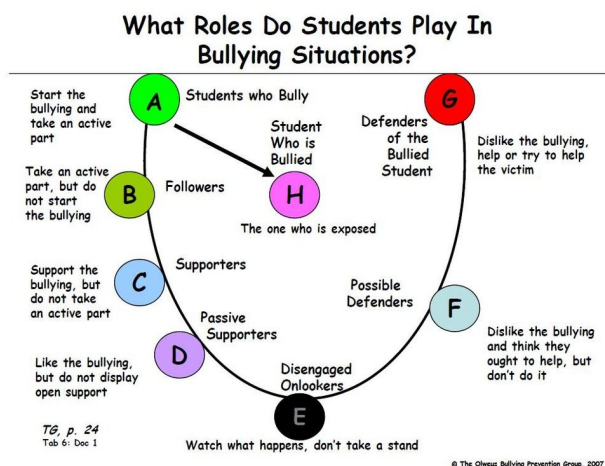 What Roles Do Students Play In
Bullying Situations?
Start the
bullying and
take an active
part
A
Students who Bully
Student
Who is
Bullied
H
The one who is exposed
G
Defenders
of the
Bullied
Student
Dislike the bullying,
help or try to help
the victim
Take an active
part, but do
not start
the bullying
B
Followers
Support the
bullying, but
do not take
an active part
C
Supporters
Possible
Defenders
F
Dislike the bullying
and think they
ought to help, but
don't do it
Like the bullying,
but do not display
open support
D
Passive
Supporters
Disengaged
Onlookers
E
Watch what happens, don't take a stand
TG, p. 24
Tab 6: Doc 1
© The Olweus Bullying Prevention Group, 2007